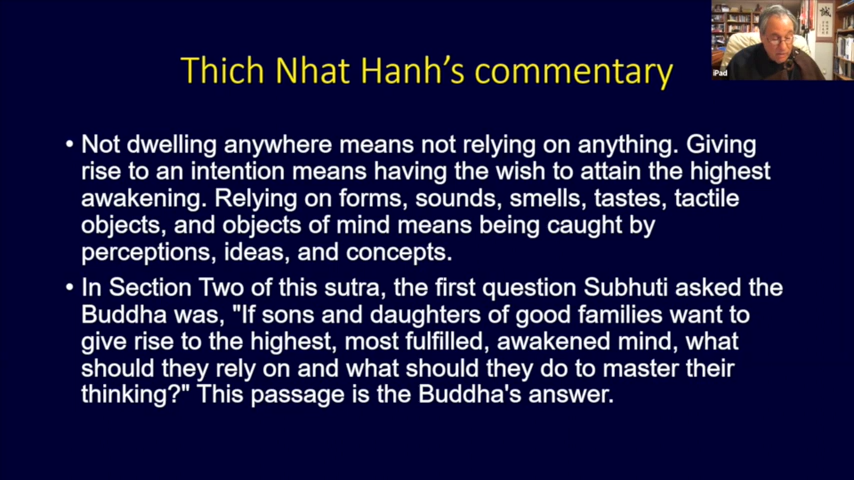 Thich Nhat Hanh's commentary
iPad
• Not dwelling anywhere means not relying on anything. Giving
rise to an intention means having the wish to attain the highest
awakening. Relying on forms, sounds, smells, tastes, tactile
objects, and objects of mind means being caught by
perceptions, ideas, and concepts.
• In Section Two of this sutra, the first question Subhuti asked the
Buddha was, "If sons and daughters of good families want to
give rise to the highest, most fulfilled, awakened mind, what
should they rely on and what should they do to master their
thinking?" This passage is the Buddha's answer.